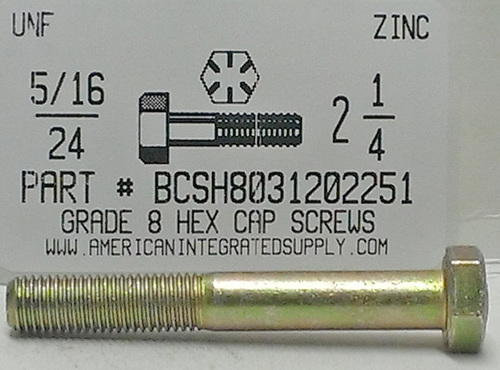 UNF ZINC
5/16
24
2 1/4
PART # BCSH8031202251
GRADE 8 HEX CAP SCREWS
WWW.AMERICANINTEGRATEDSUPPLY.COM